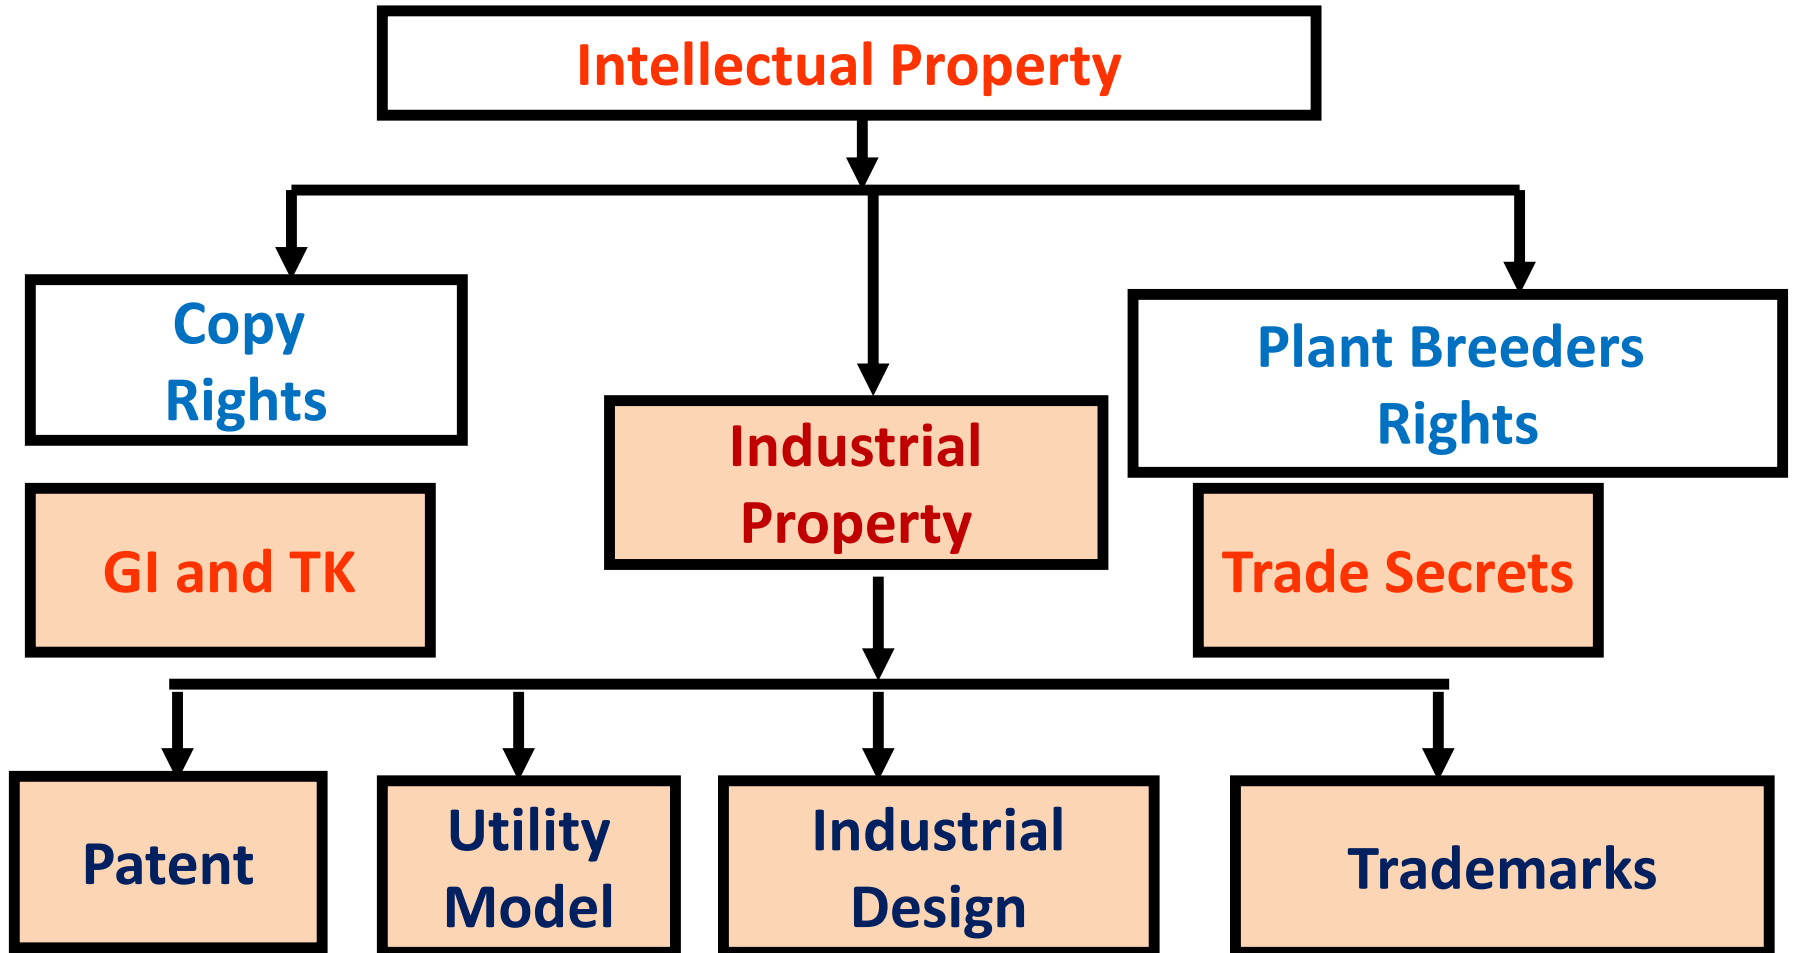 Intellectual Property
Copy
Rights
Plant Breeders
Rights
Industrial
Property
GI and TK
Trade Secrets
Patent
Utility
Model
Industrial
Design
Trademarks